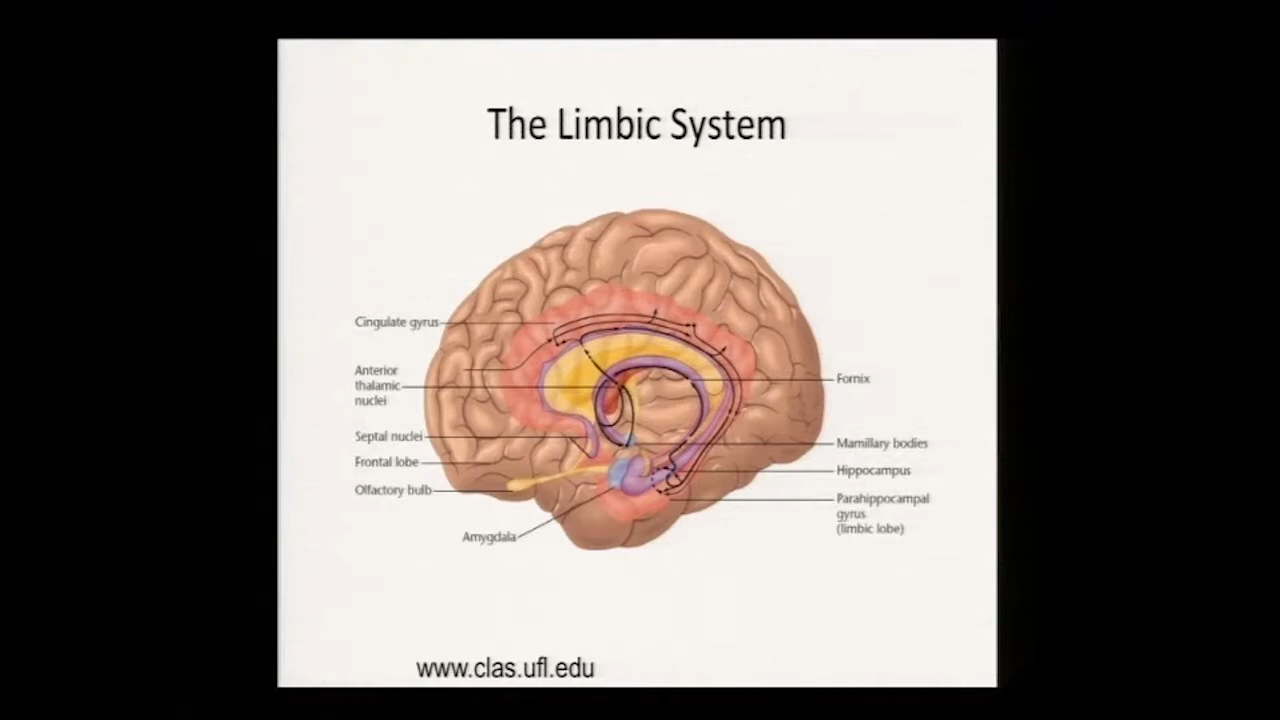 The Limbic System
Cingulate gyrus
Anterior
thalamic
nuclei
Septal nuclei
Frontal lobe
Olfactory bulb
Amygdala
Fornix
Mamillary bodies
Hippocampus
Parahippocampal
gyrus
(limbic lobe)
www.clas.ufl.edu